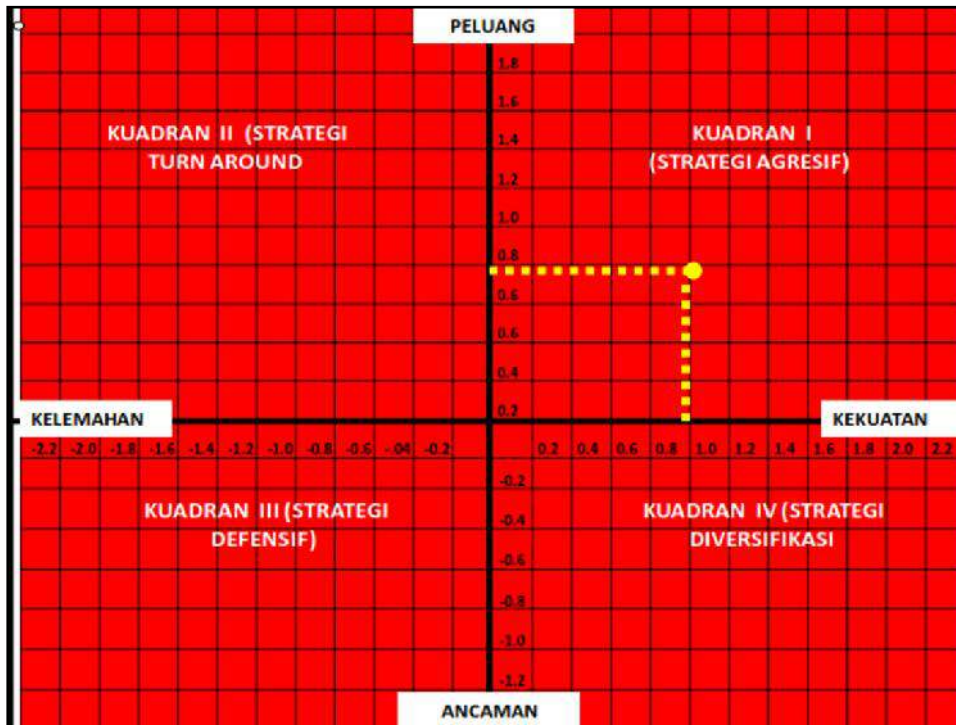 PELUANG
1.8
1.6
KUADRAN II (STRATEGI
TURN AROUND
1.4
KUADRAN I
(STRATEGI AGRESIF)
1.2
1.0
0.8
0.6
0.6
0.4
KELEMAHAN
0.2
KEKUATAN
-2.2 -2.0 -1.8 -1.6 -1.4 -1.2 -1.0 -0.8 -0.6 -.04 -0.2 0.2 0.4 0.6 0.8 1.0 1.2 1.4 1.6 1.8 2.0 2.2
-0.2
KUADRAN III (STRATEGI
DEFENSIF)
-0.4
KUADRAN IV (STRATEGI
DIVERSIFIKASI
-0.6
-0.8
-1.0
-1.2
ANCAMAN